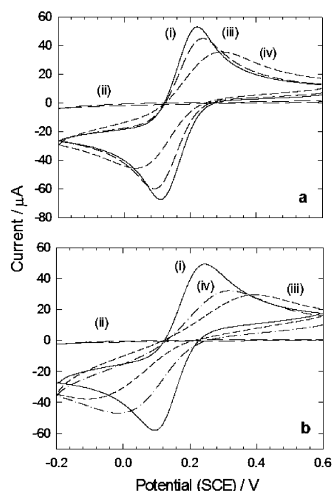 60
(i)
(iii)
40
(iv)
20
(ii)
0
-20
-40
-60
a
-80
Current / μA
60
(i)
40
(iv)
(iii)
20
(ii)
0
-20
-40
-60
b
-80
-0.2 0.0 0.2 0.4 0.6
Potential (SCE) / V